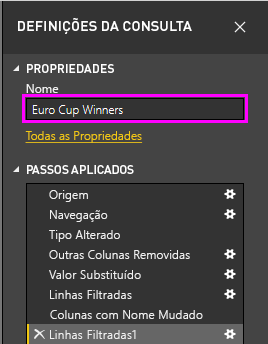 DEFINIÇÕES DA CONSULTA
PROPRIEDADES
Nome
Euro Cup Winners
Todas as Propriedades
PASSOS APLICADOS
Origem
Navegação
Tipo Alterado
Outras Colunas Removidas
Valor Substituído
Linhas Filtradas
Colunas com Nome Mudado
Linhas Filtradas1